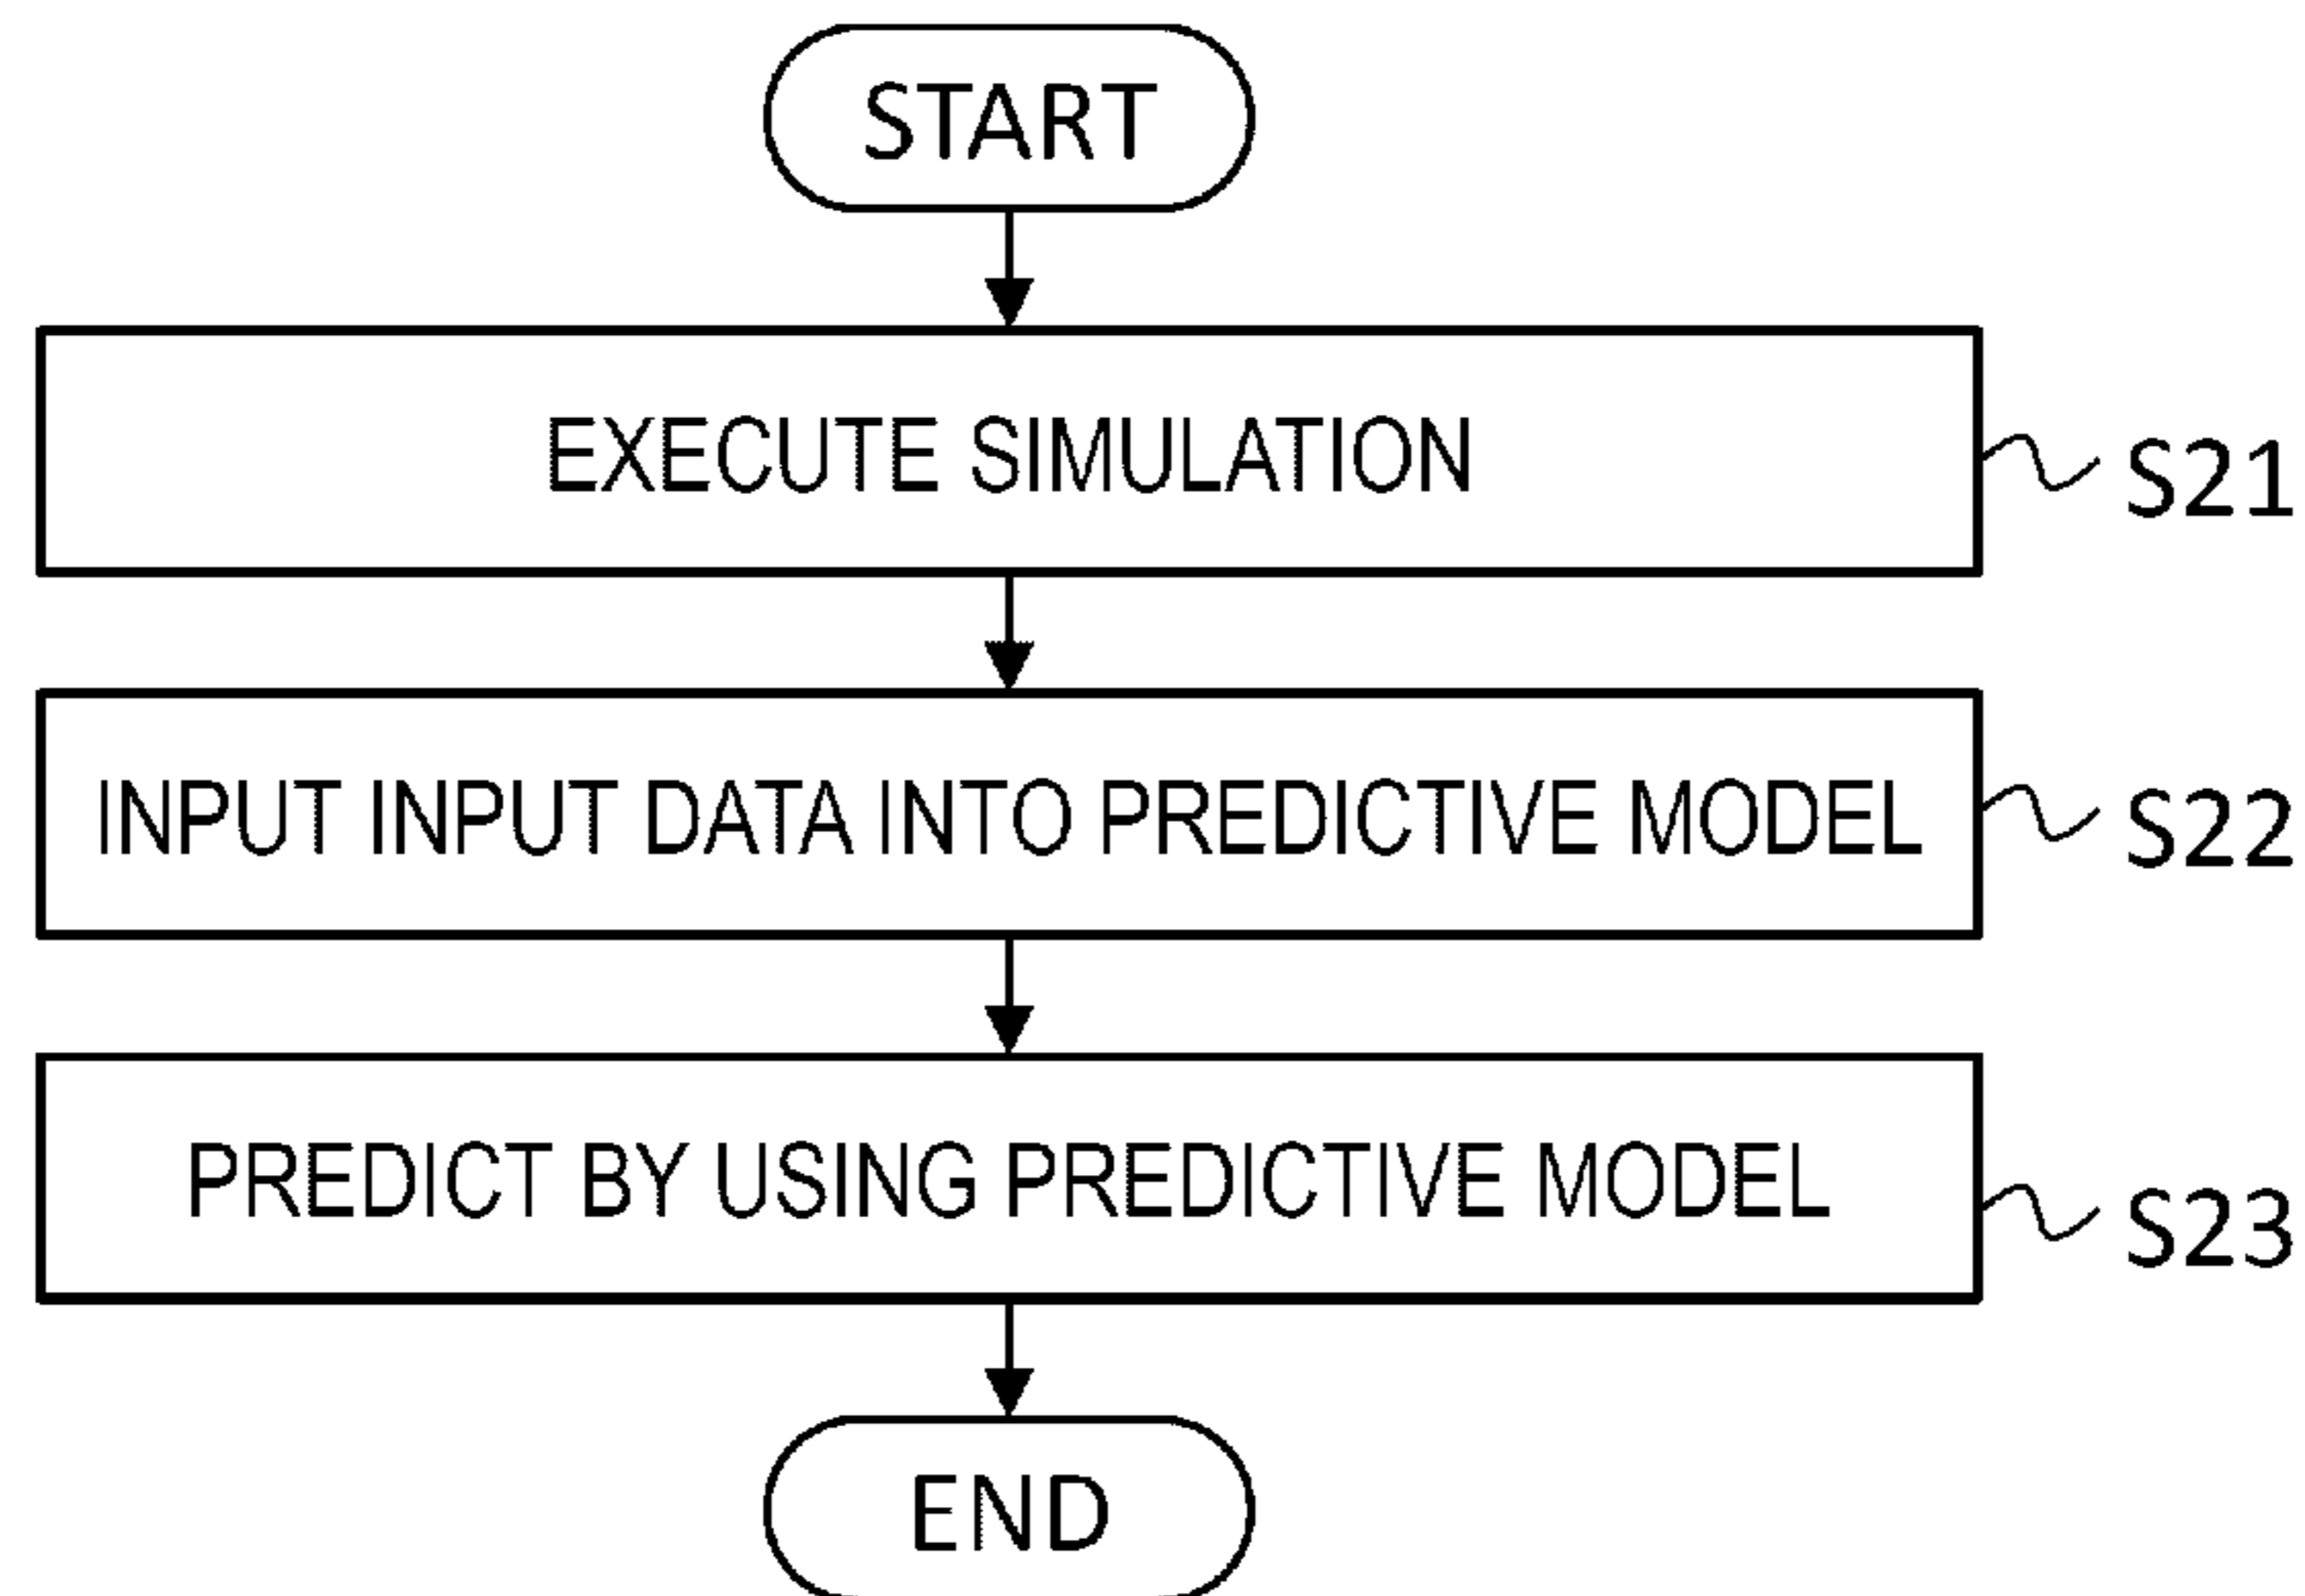 START
EXECUTE SIMULATION
S21
INPUT INPUT DATA INTO PREDICTIVE MODEL
S22
PREDICT BY USING PREDICTIVE MODEL
S23
END